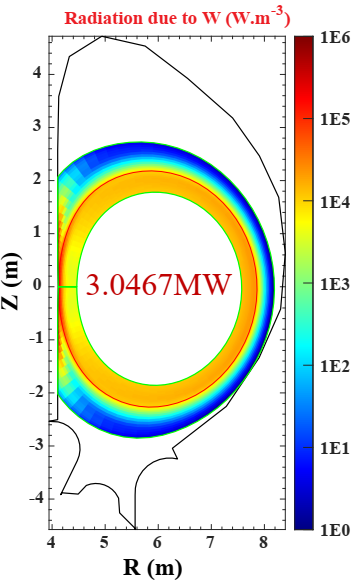 Radiation due to W (W.m^-3)
1E6
4
1E5
3
2
1E4
1
Z (m)
0
3.0467MW
1E3
-1
1E2
-2
-3
1E1
-4
1E0
4
5
6
7
8
R (m)